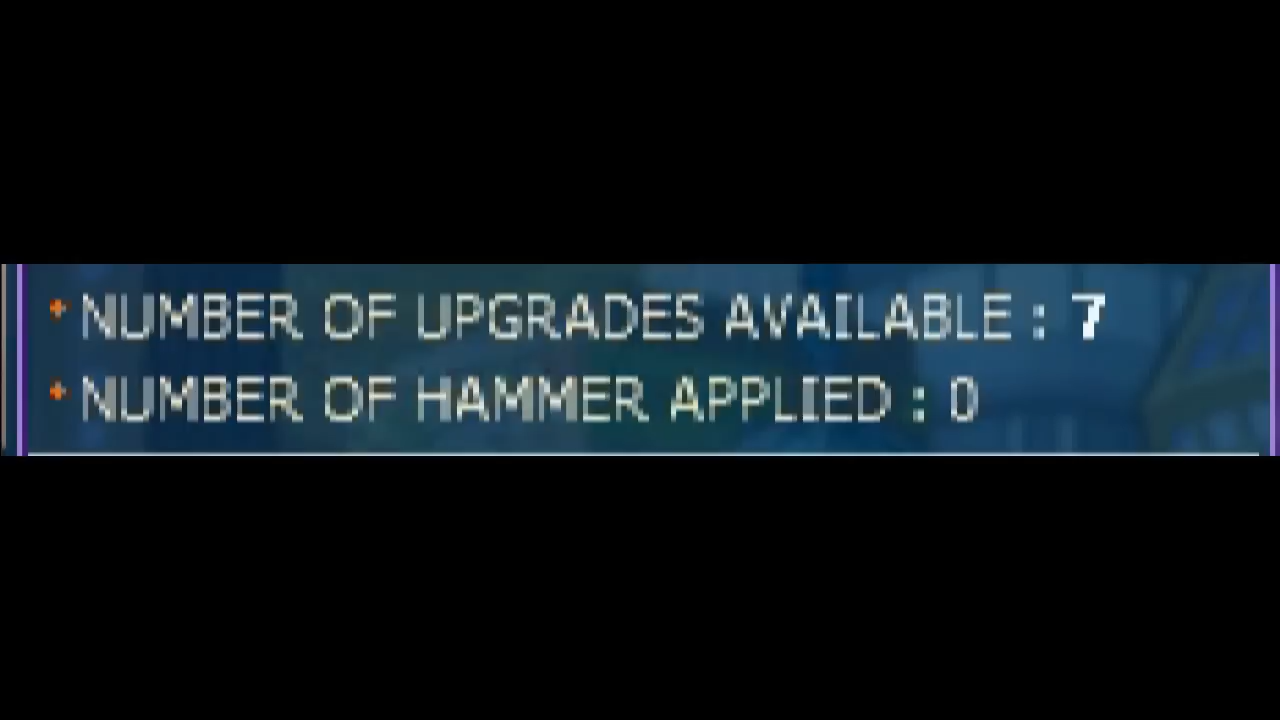 NUMBER OF UPGRADES AVAILABLE : 7
NUMBER OF HAMMER APPLIED : 0